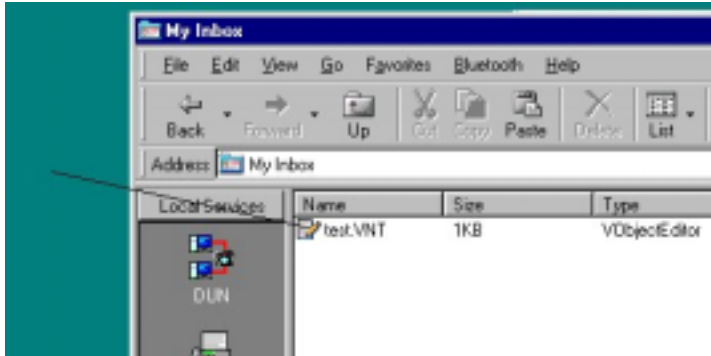 My Inbox
File Edit View Go Favorites Bluetooth Help
Back Forward Up Cut Copy Paste Delete List
Address My Inbox
Local Services Name Size Type
test.VNT 1KB VObjectEditor
DUN